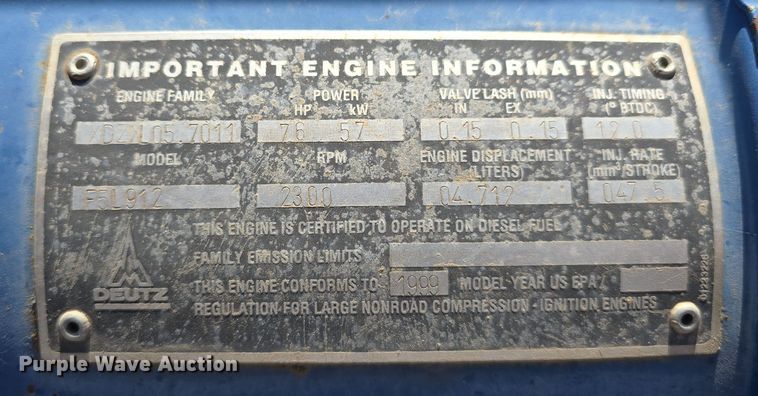 IMPORTANT ENGINE INFORMATION
ENGINE FAMILY POWER VALVE LASH (mm) INJ. TIMING
HP kW IN EX (° BTDC)
XDZXL05.7011 76 57 0.15 0.15 12.0
MODEL RPM ENGINE DISPLACEMENT INJ. RATE
(LITERS) (mm³ STROKE)
F5L912 2300 04.712 047.5
THIS ENGINE IS CERTIFIED TO OPERATE ON DIESEL FUEL
FAMILY EMISSION LIMITS
THIS ENGINE CONFORMS TO 1999 MODEL YEAR US EPA/
REGULATION FOR LARGE NONROAD COMPRESSION - IGNITION ENGINES
DEUTZ
Purple Wave Auction